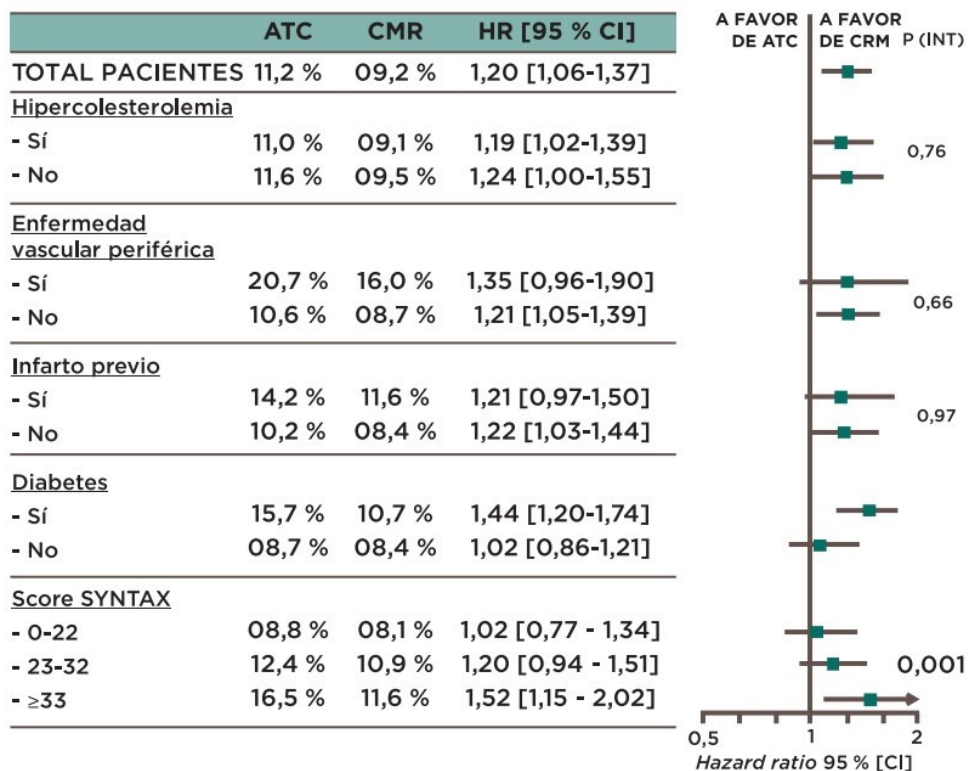 ATC CMR HR [95 % CI] A FAVOR DE ATC A FAVOR DE CRM P (INT)
TOTAL PACIENTES 11,2 % 09,2 % 1,20 [1,06-1,37]
Hipercolesterolemia
- Sí 11,0 % 09,1 % 1,19 [1,02-1,39] 0,76
- No 11,6 % 09,5 % 1,24 [1,00-1,55]
Enfermedad
vascular periférica
- Sí 20,7 % 16,0 % 1,35 [0,96-1,90] 0,66
- No 10,6 % 08,7 % 1,21 [1,05-1,39]
Infarto previo
- Sí 14,2 % 11,6 % 1,21 [0,97-1,50] 0,97
- No 10,2 % 08,4 % 1,22 [1,03-1,44]
Diabetes
- Sí 15,7 % 10,7 % 1,44 [1,20-1,74]
- No 08,7 % 08,4 % 1,02 [0,86-1,21]
Score SYNTAX
- 0-22 08,8 % 08,1 % 1,02 [0,77 - 1,34]
- 23-32 12,4 % 10,9 % 1,20 [0,94 - 1,51] 0,001
- ≥33 16,5 % 11,6 % 1,52 [1,15 - 2,02]
0,5 1 2
Hazard ratio 95 % [CI]